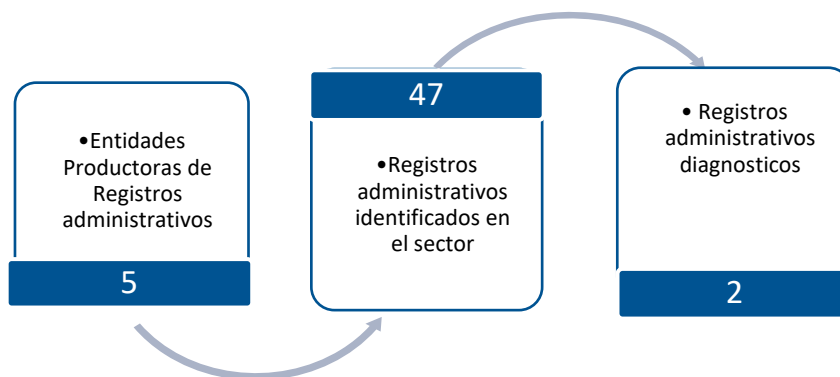 •Entidades
Productoras de
Registros
administrativos
5
47
•Registros
administrativos
identificados en
el sector
• Registros
administrativos
diagnosticos
2